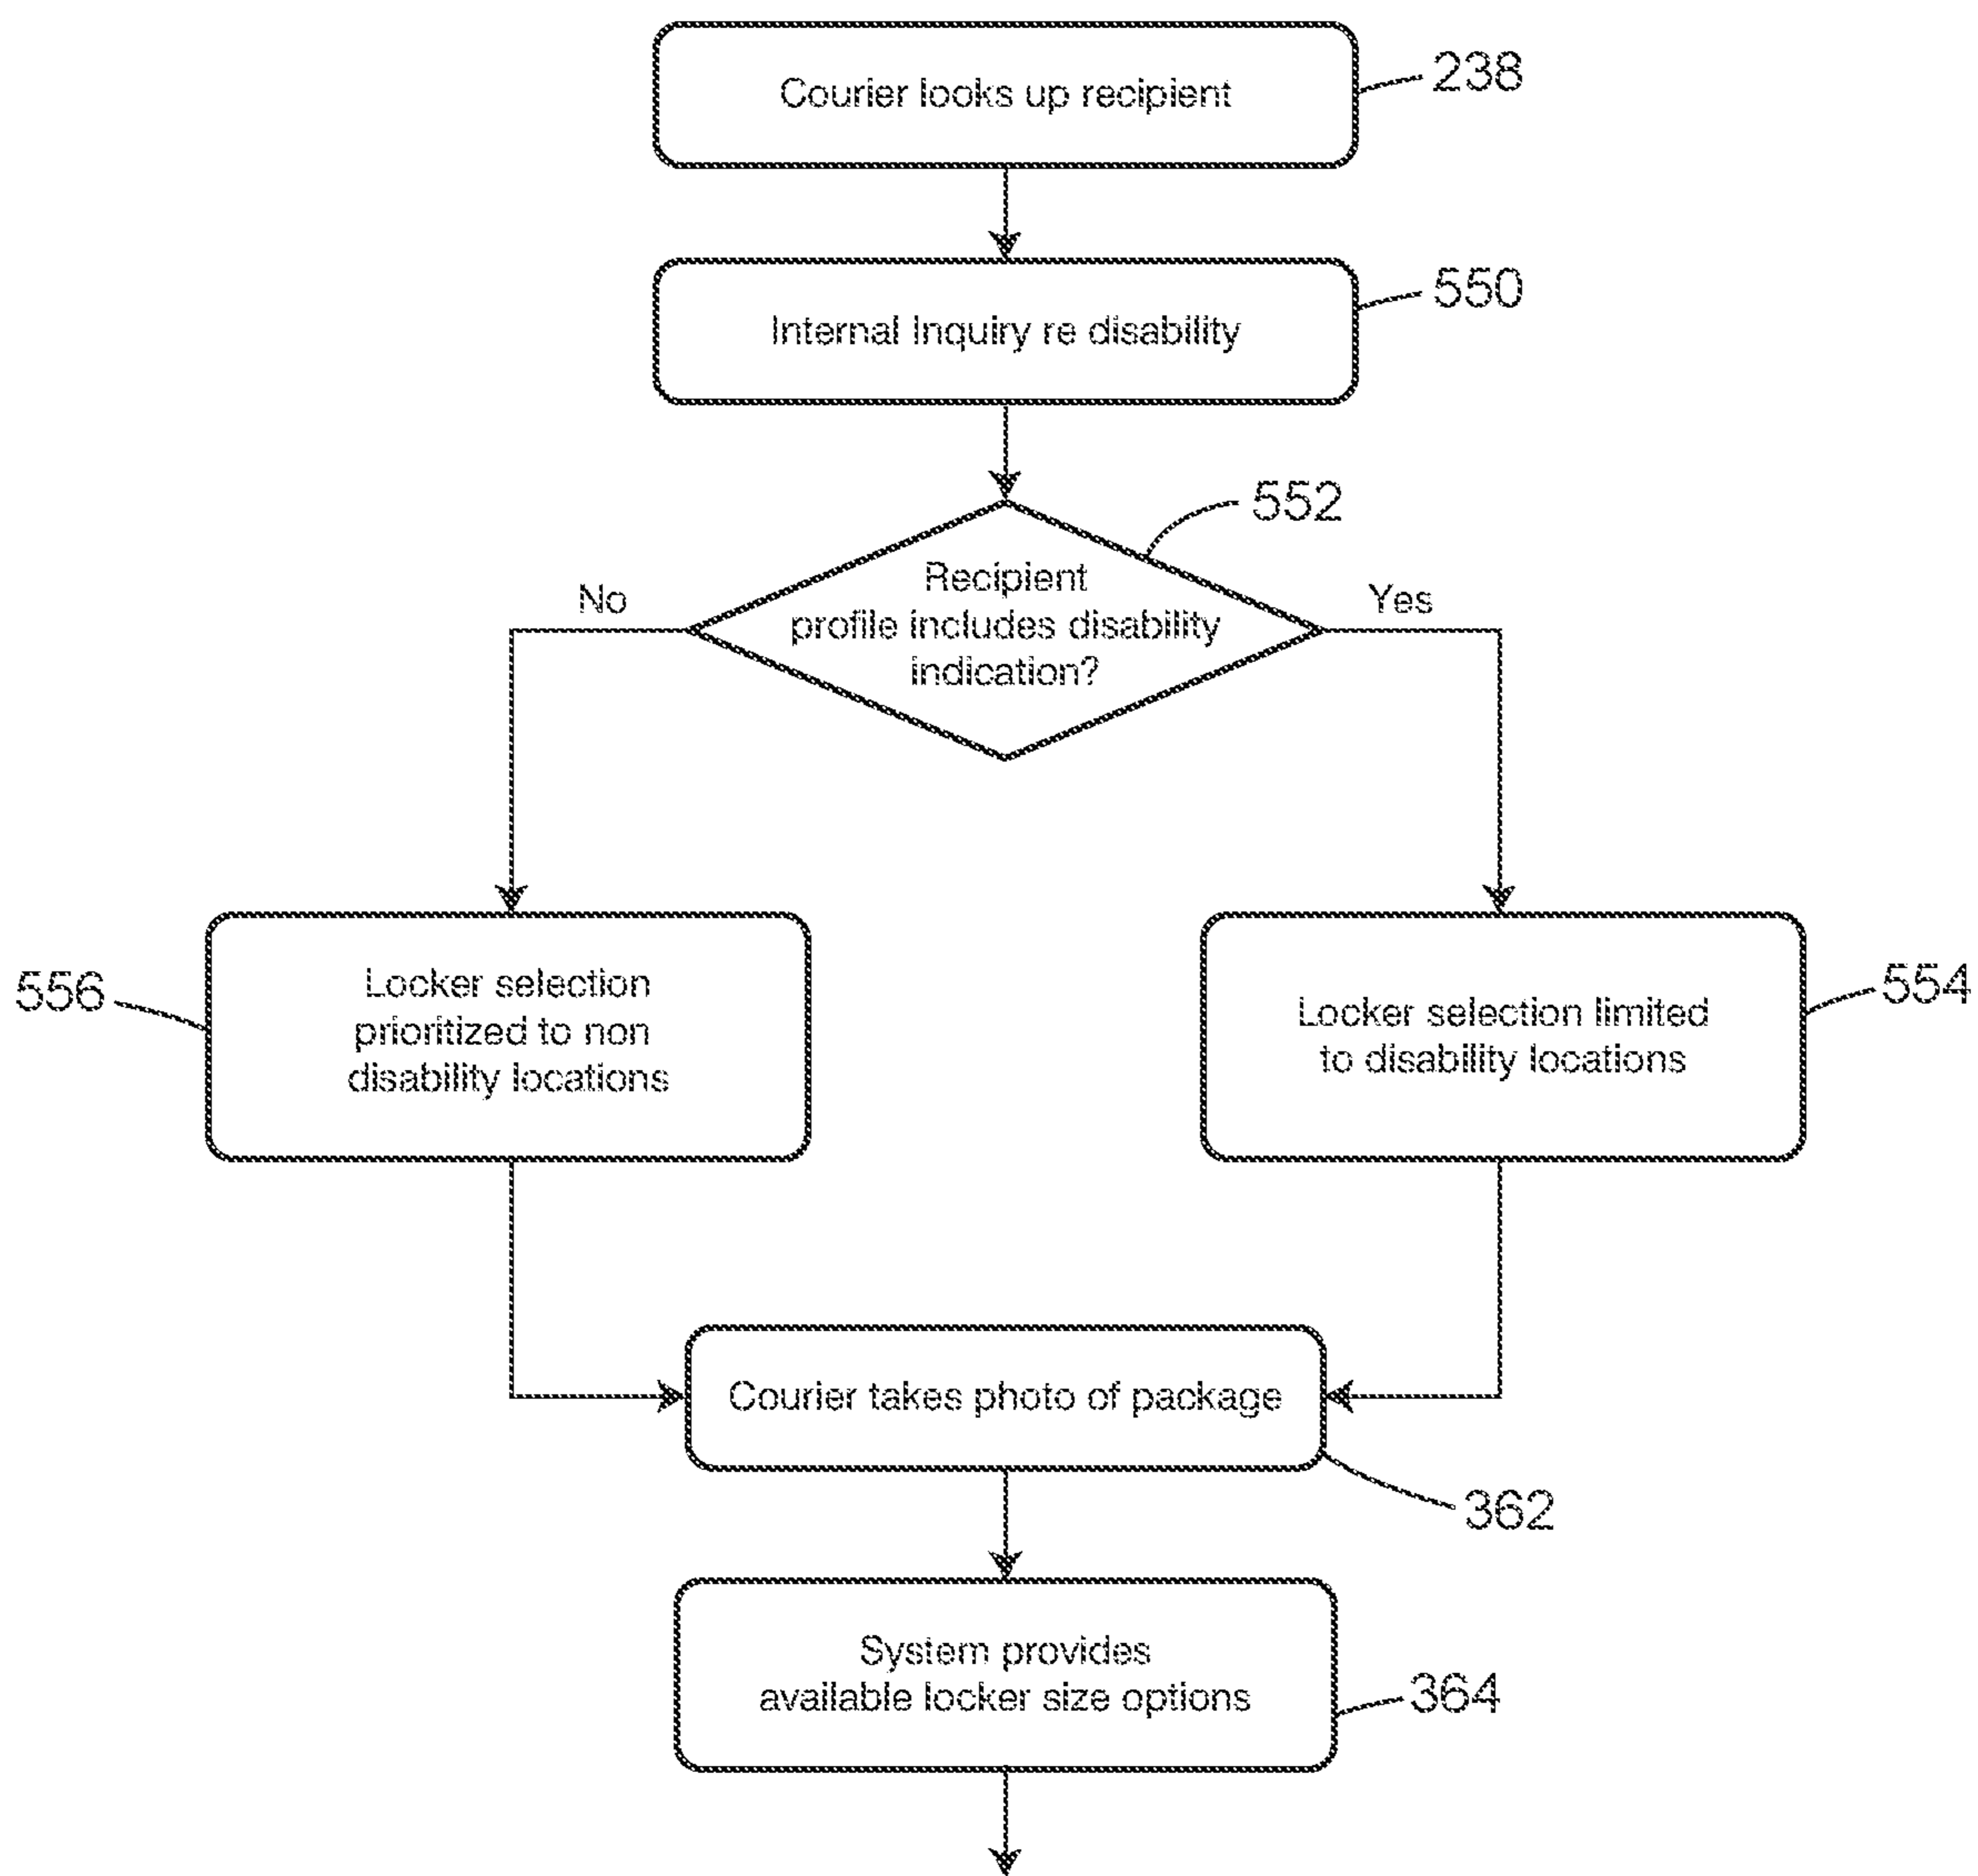 Courier looks up recipient
238
Internal Inquiry re disability
550
552
Recipient
profile includes disability
indication?
No
Yes
556
Locker selection
prioritized to non
disability locations
Locker selection limited
to disability locations
554
Courier takes photo of package
362
System provides
available locker size options
364